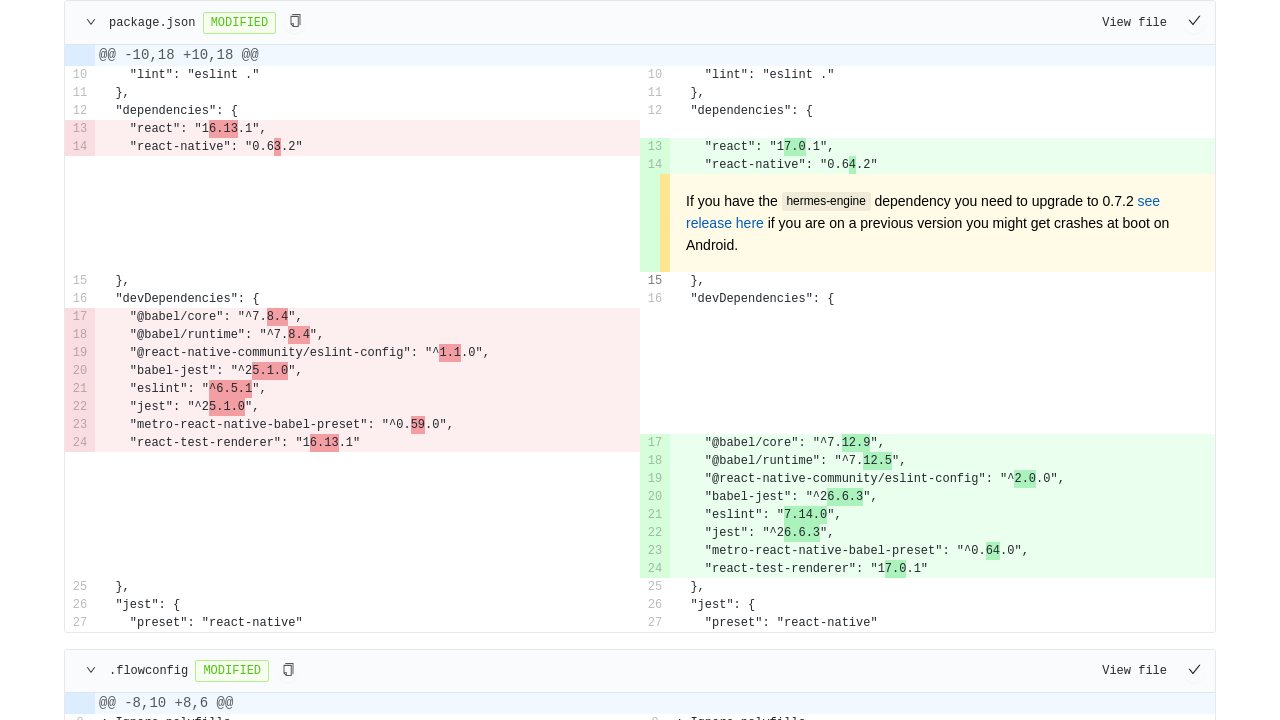 package.json MODIFIED View file
@@ -10,18 +10,18 @@
10 "lint": "eslint ." 10 "lint": "eslint ."
11 }, 11 },
12 "dependencies": { 12 "dependencies": {
13 "react": "16.13.1",
14 "react-native": "0.63.2" 13 "react": "17.0.1",
14 "react-native": "0.64.2"
If you have the hermes-engine dependency you need to upgrade to 0.7.2 see
release here if you are on a previous version you might get crashes at boot on
Android.
15 }, 15 },
16 "devDependencies": { 16 "devDependencies": {
17 "@babel/core": "^7.8.4",
18 "@babel/runtime": "^7.8.4",
19 "@react-native-community/eslint-config": "^1.1.0",
20 "babel-jest": "^25.1.0",
21 "eslint": "^6.5.1",
22 "jest": "^25.1.0",
23 "metro-react-native-babel-preset": "^0.59.0",
24 "react-test-renderer": "16.13.1" 17 "@babel/core": "^7.12.9",
18 "@babel/runtime": "^7.12.5",
19 "@react-native-community/eslint-config": "^2.0.0",
20 "babel-jest": "^26.6.3",
21 "eslint": "7.14.0",
22 "jest": "^26.6.3",
23 "metro-react-native-babel-preset": "^0.64.0",
24 "react-test-renderer": "17.0.1"
25 }, 25 },
26 "jest": { 26 "jest": {
27 "preset": "react-native" 27 "preset": "react-native"
.flowconfig MODIFIED View file
@@ -8,10 +8,6 @@